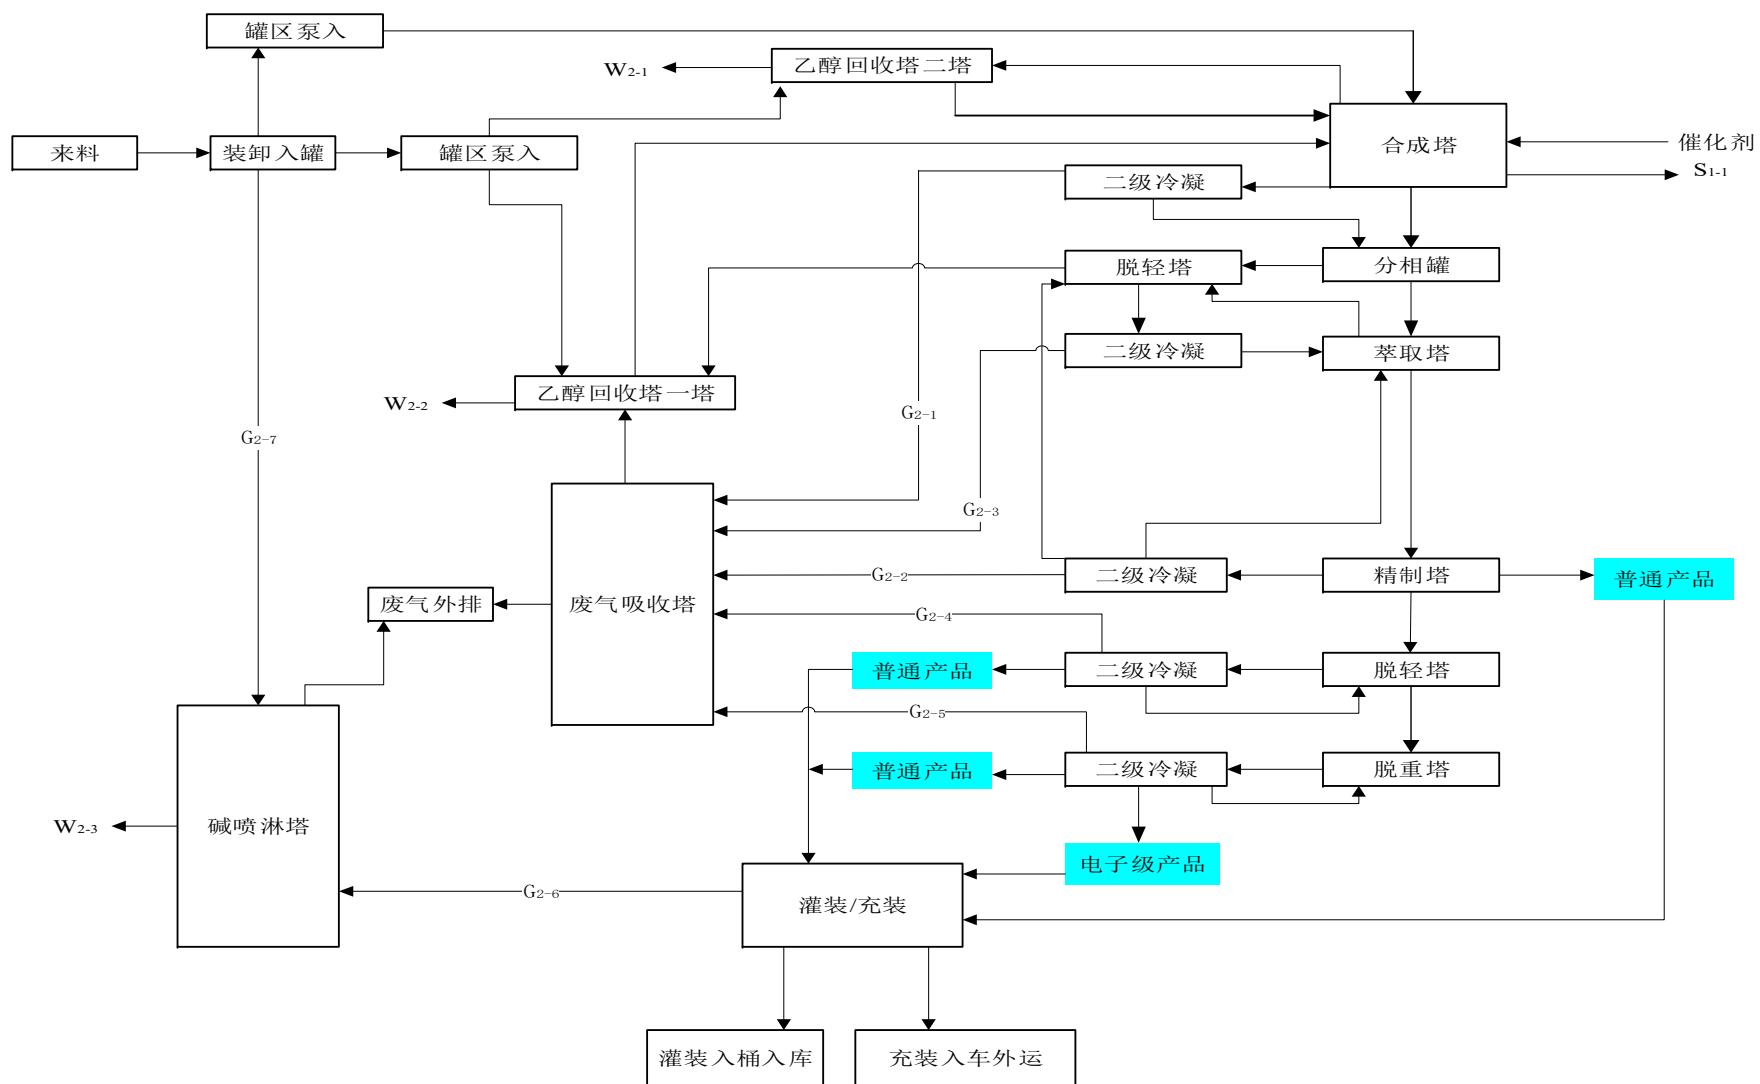 罐区泵入
W2-1
乙醇回收塔二塔
来料
装卸入罐
罐区泵入
合成塔
催化剂
S1-1
二级冷凝
脱轻塔
分相罐
二级冷凝
萃取塔
乙醇回收塔一塔
W2-2
G2-1
G2-7
G2-3
G2-2
二级冷凝
精制塔
普通产品
废气外排
废气吸收塔
G2-4
普通产品
二级冷凝
脱轻塔
G2-5
普通产品
二级冷凝
脱重塔
W2-3
碱喷淋塔
电子级产品
G2-6
灌装/充装
灌装入桶入库
充装入车外运